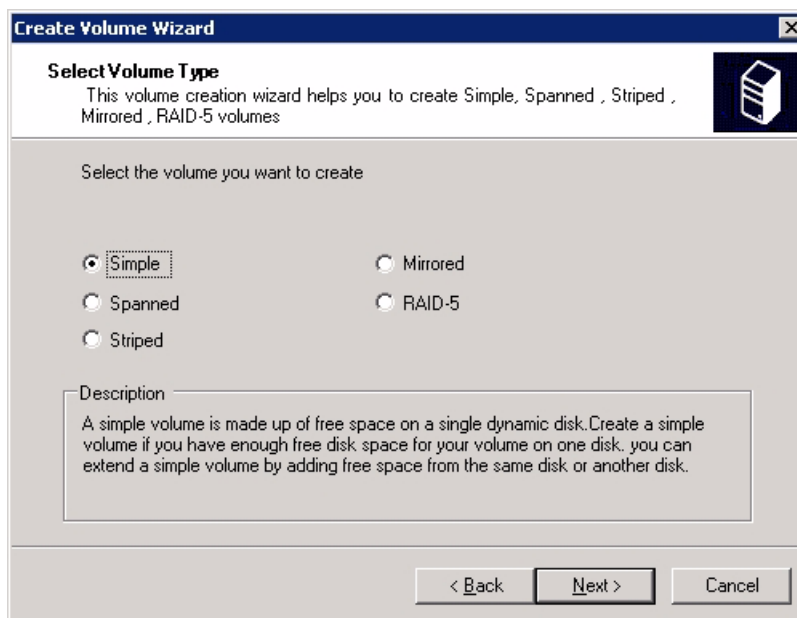 Create Volume Wizard
Select Volume Type
This volume creation wizard helps you to create Simple, Spanned , Striped ,
Mirrored , RAID-5 volumes
Select the volume you want to create
Simple
Mirrored
Spanned
RAID-5
Striped
Description
A simple volume is made up of free space on a single dynamic disk.Create a simple
volume if you have enough free disk space for your volume on one disk. you can
extend a simple volume by adding free space from the same disk or another disk.
< Back
Next >
Cancel